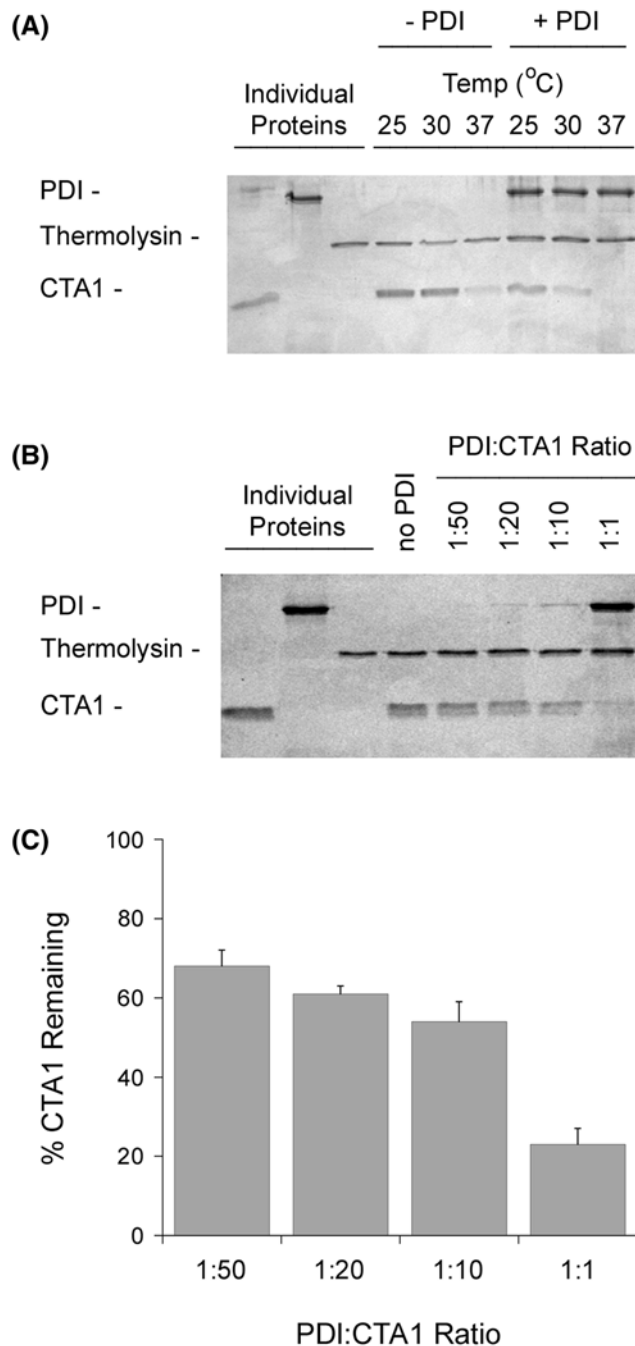 (A)
- PDI + PDI
Temp (°C)
Individual
Proteins
25 30 37 25 30 37
PDI -
Thermolysin -
CTA1 -
(B)
PDI:CTA1 Ratio
Individual
Proteins
no PDI
1:50
1:20
1:10
1:1
PDI -
Thermolysin -
CTA1 -
(C)
% CTA1 Remaining
100
80
60
40
20
0
1:50 1:20 1:10 1:1
PDI:CTA1 Ratio